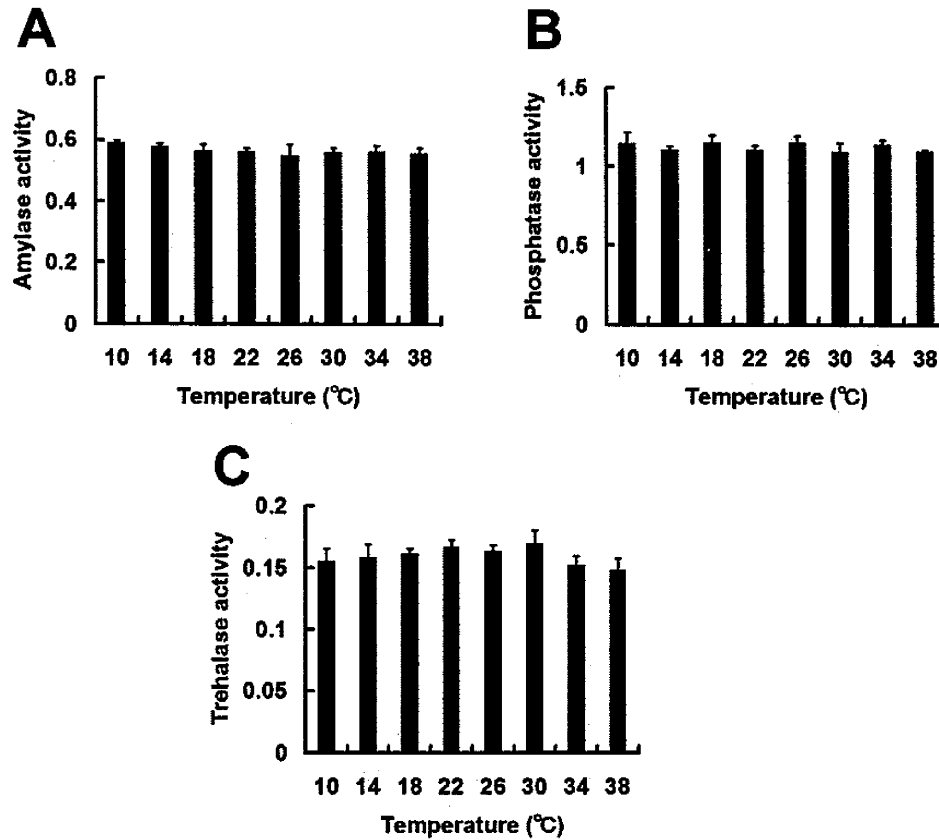 A
Amylase activity
0.8
0.6
0.4
0.2
0
10 14 18 22 26 30 34 38
Temperature (℃)
B
Phosphatase activity
1.5
1
0.5
0
10 14 18 22 26 30 34 38
Temperature (℃)
C
Trehalase activity
0.2
0.15
0.1
0.05
0
10 14 18 22 26 30 34 38
Temperature (℃)